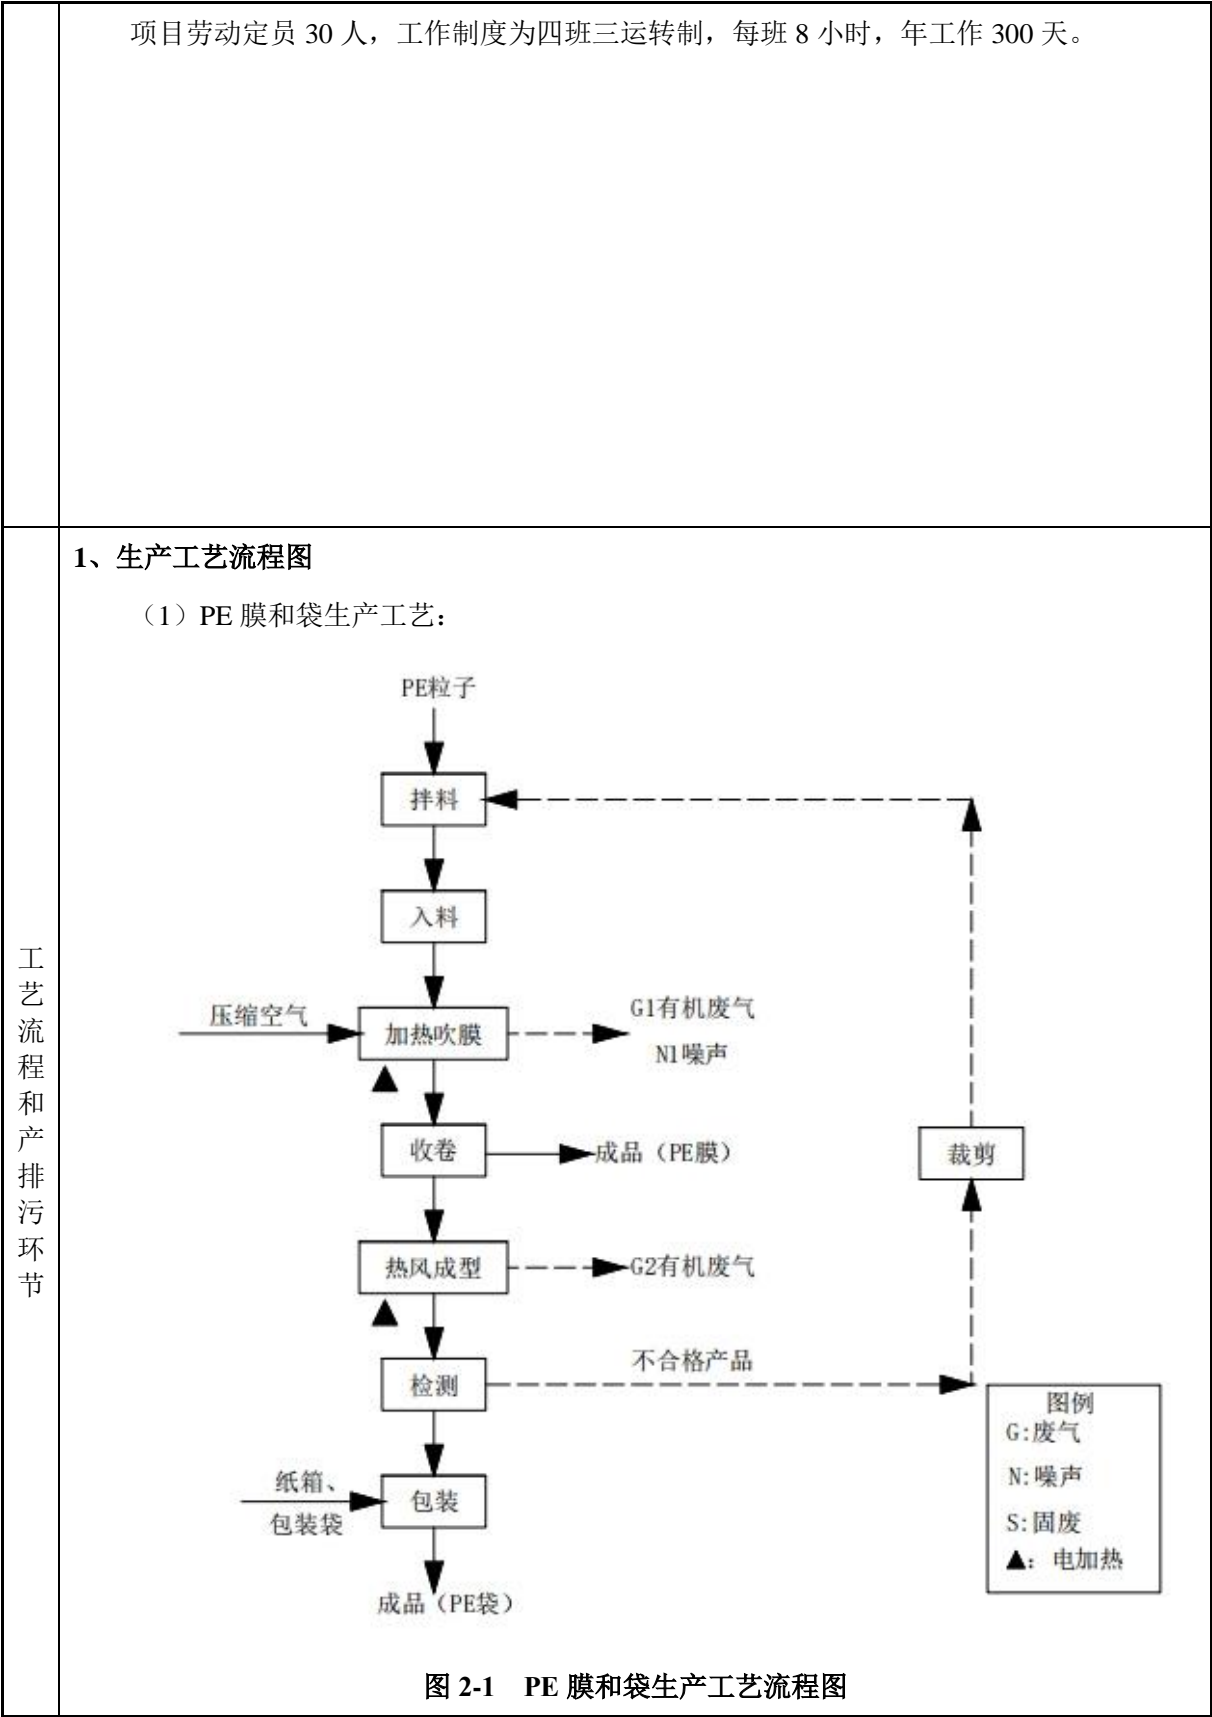 项目劳动定员 30 人，工作制度为四班三运转制，每班 8 小时，年工作 300 天。
工艺流程和产排污环节
1、生产工艺流程图
（1）PE 膜和袋生产工艺：
PE粒子
拌料
入料
压缩空气
加热吹膜
G1有机废气
N1噪声
收卷
成品（PE膜）
裁剪
热风成型
G2有机废气
不合格产品
检测
纸箱、
包装袋
包装
成品（PE袋）
图例
G:废气
N:噪声
S:固废
▲：电加热
图 2-1 PE 膜和袋生产工艺流程图